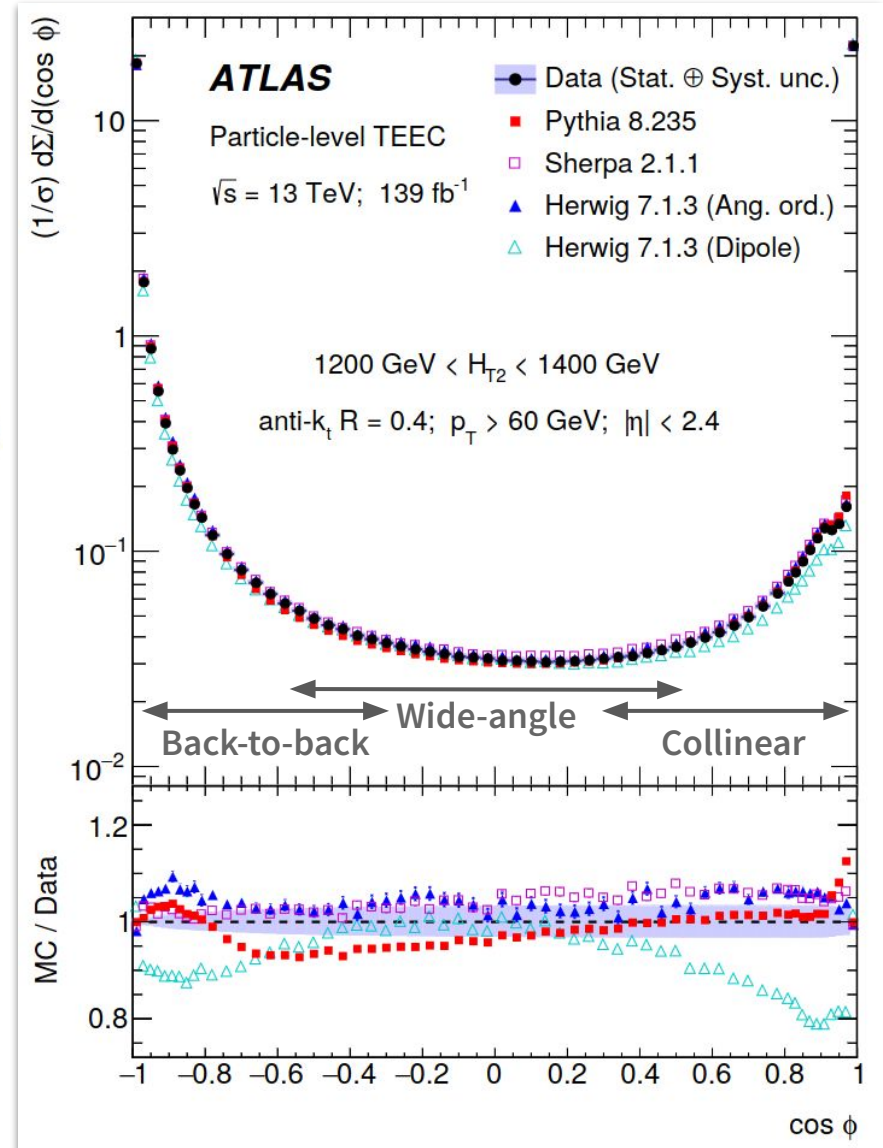 (1/σ) dΣ/d(cos ϕ)
10
1
10⁻¹
10⁻²
ATLAS
Particle-level TEEC
√s = 13 TeV; 139 fb⁻¹
Data (Stat. ⊕ Syst. unc.)
Pythia 8.235
Sherpa 2.1.1
Herwig 7.1.3 (Ang. ord.)
Herwig 7.1.3 (Dipole)
1200 GeV < H_T2 < 1400 GeV
anti-k_t R = 0.4; p_T > 60 GeV; |η| < 2.4
Wide-angle
Back-to-back
Collinear
MC / Data
1.2
1
0.8
−1 −0.8 −0.6 −0.4 −0.2 0 0.2 0.4 0.6 0.8 1
cos ϕ